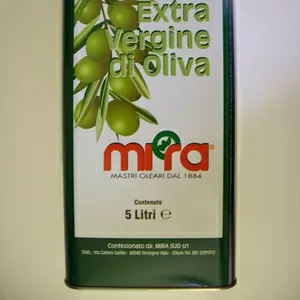 Extra
Vergine
di Oliva
mira®
MASTRI OLEARI DAL 1884
Contenuto
5 Litri ℮
Confezionato da: MIRA SUD srl